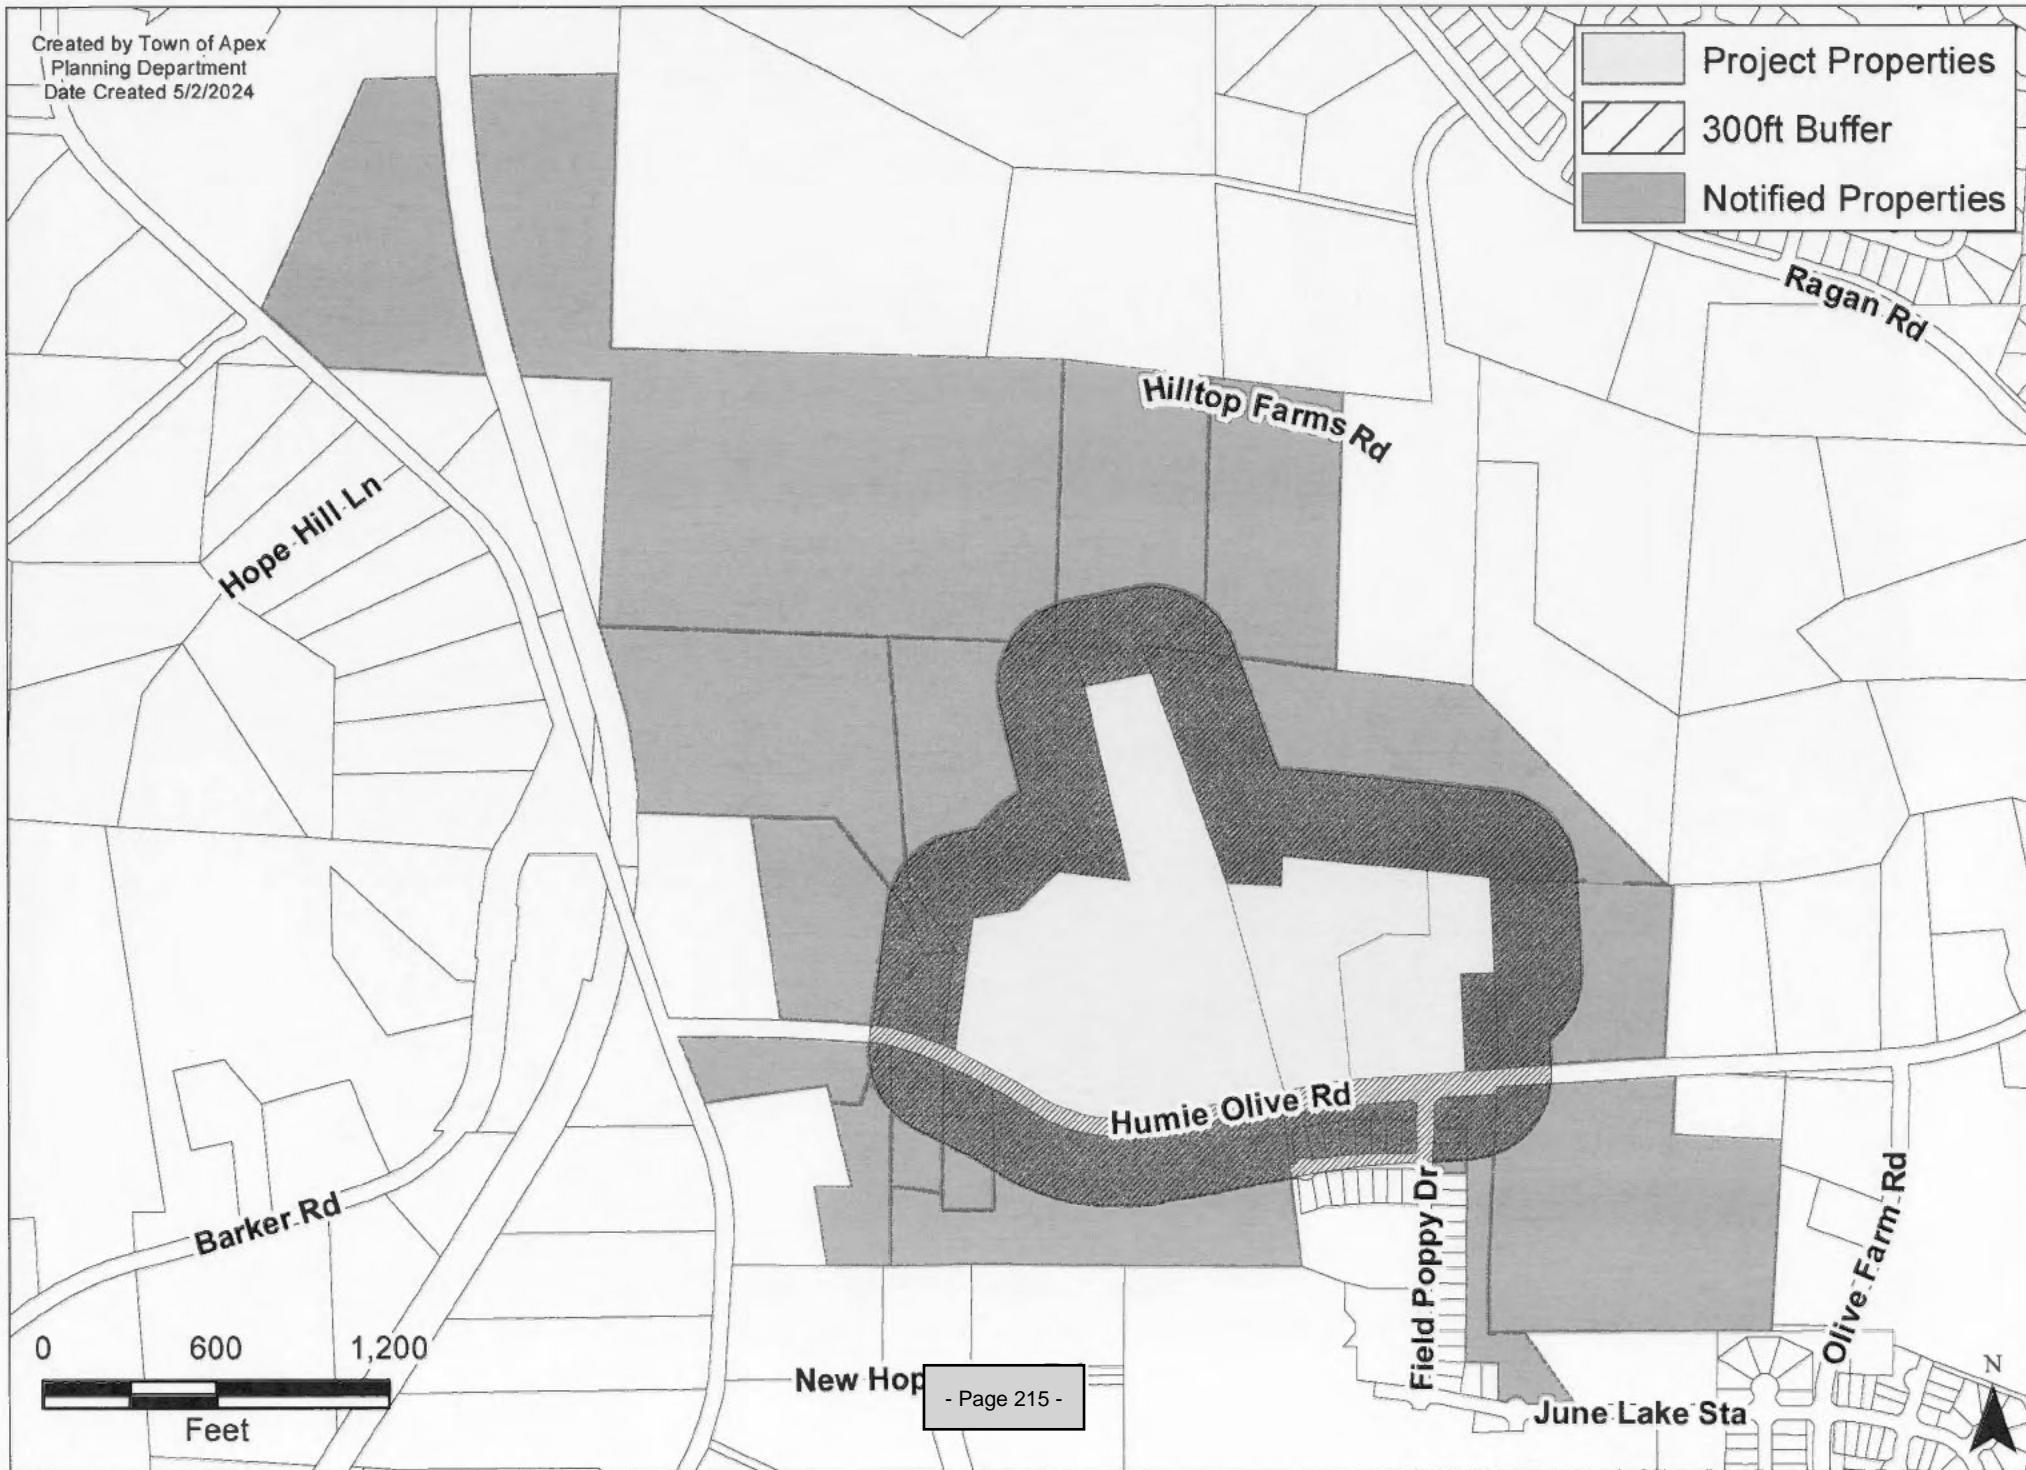 Created by Town of Apex
Planning Department
Date Created 5/2/2024
Project Properties
300ft Buffer
Notified Properties
Ragan Rd
Hilltop Farms Rd
Hope Hill Ln
Humie Olive Rd
Barker Rd
Field Poppy Dr
Olive Farm Rd
0 600 1,200
Feet
New Hop
- Page 215 -
June Lake Sta
N